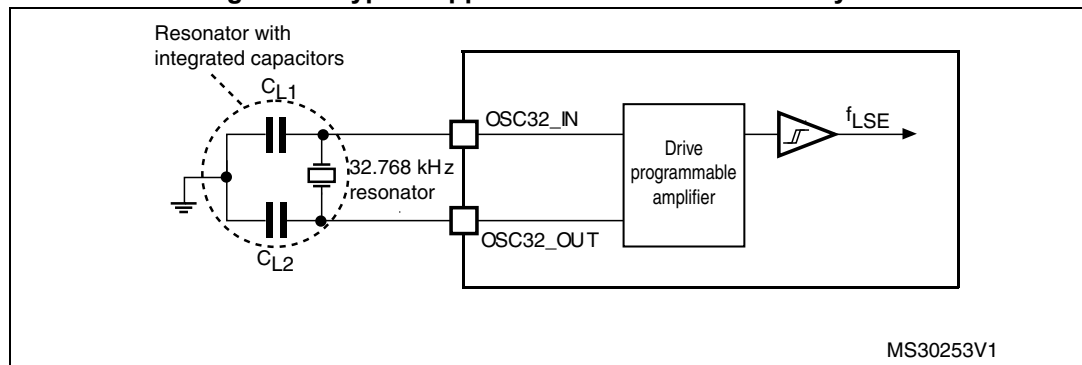 Resonator with
integrated capacitors
CL1
OSC32_IN
fLSE
32.768 kHz
resonator
Drive
programmable
amplifier
OSC32_OUT
CL2
MS30253V1